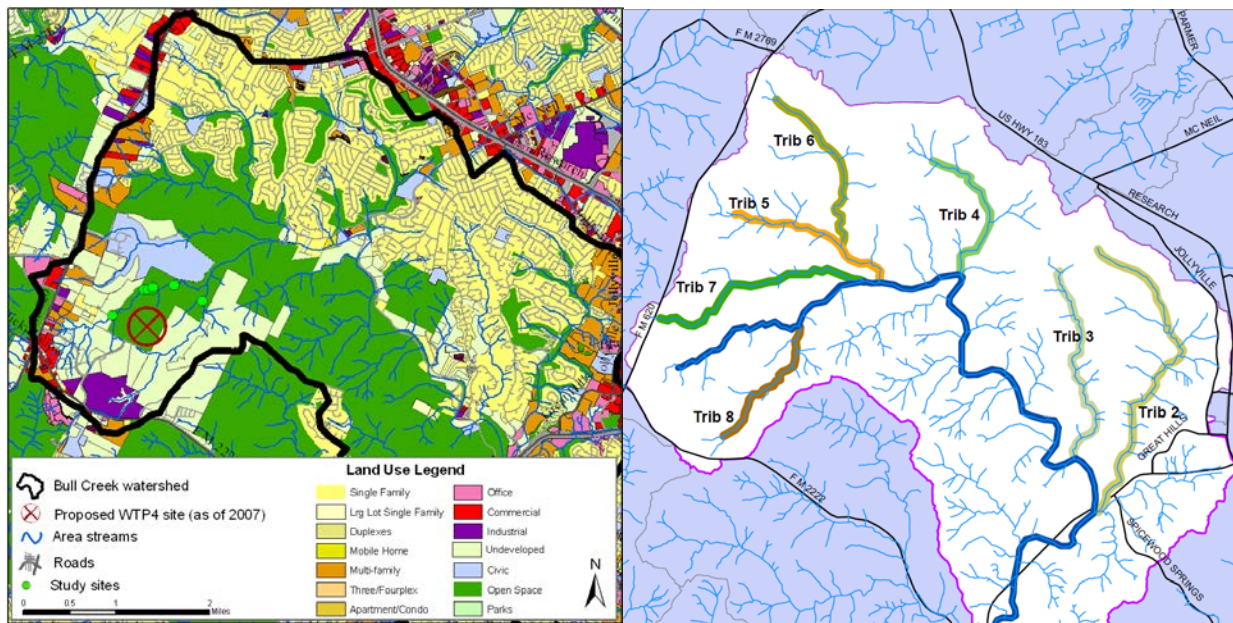 FM 222
Bull Creek watershed
Proposed WTP4 site (as of 2007)
Area streams
Roads
Study sites
0 0.5 1 2
Miles
Land Use Legend
Single Family
Lrg Lot Single Family
Duplexes
Mobile Home
Multi-family
Three/Fourplex
Apartment/Condo
Office
Commercial
Industrial
Undeveloped
Civic
Open Space
Parks
N
F M 2769
PARMER
US HWY 183
MC NEIL
RESEARCH
JOLLYVILLE
Trib 6
Trib 5
Trib 4
Trib 7
F M 620
Trib 3
Trib 8
Trib 2
GREAT HILLS
F M 2222
SPICEWOOD SPRINGS